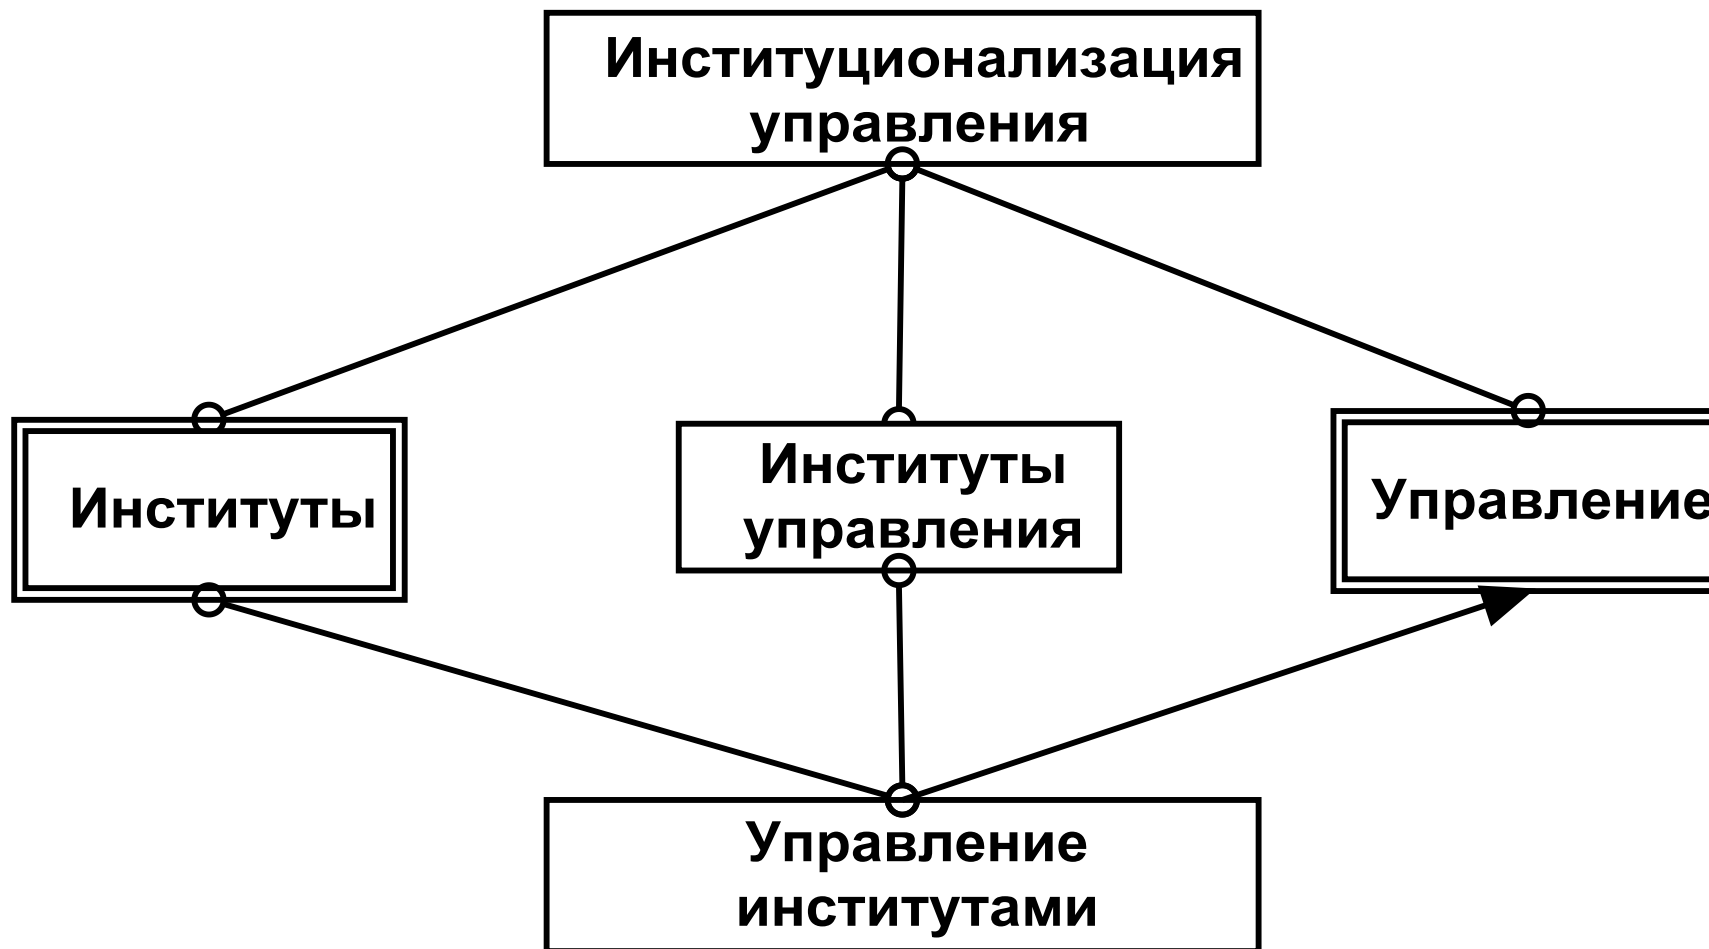 Институционализация
управления
Институты
Институты
управления
Управление
Управление
институтами